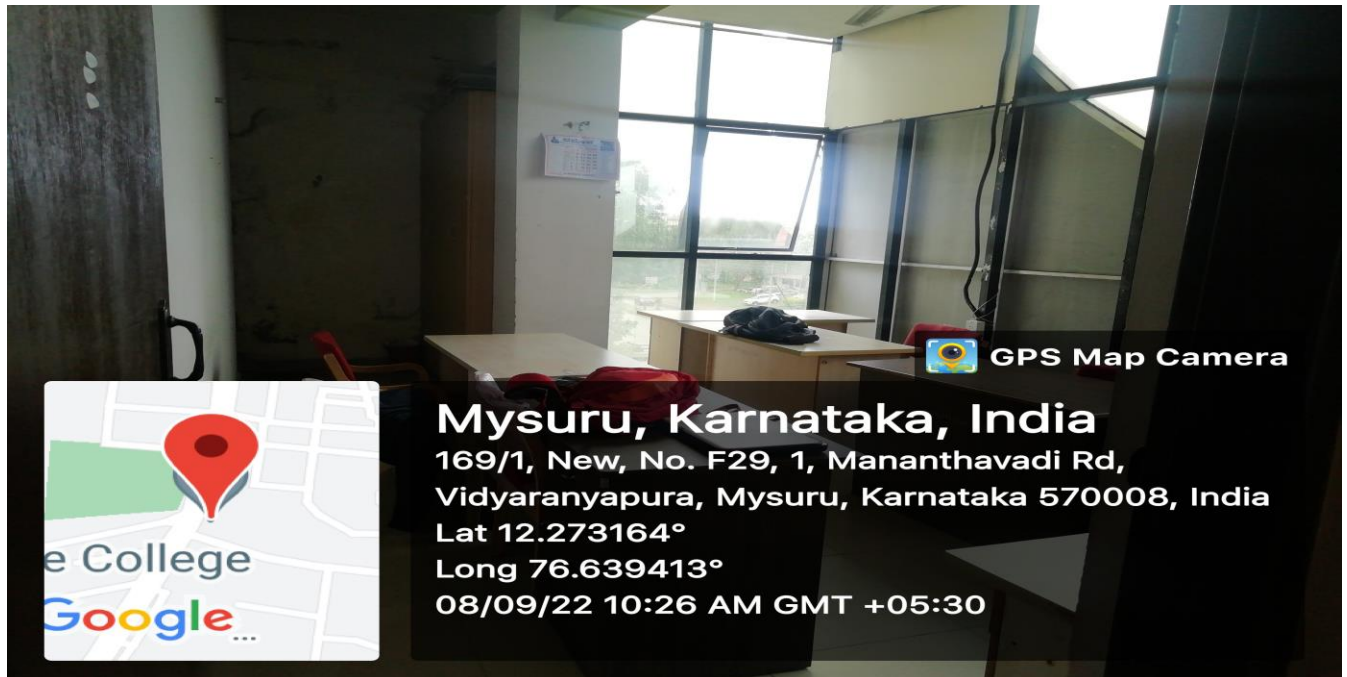 GPS Map Camera
Mysuru, Karnataka, India
169/1, New, No. F29, 1, Mananthavadi Rd,
Vidyaranyapura, Mysuru, Karnataka 570008, India
Lat 12.273164°
Long 76.639413°
08/09/22 10:26 AM GMT +05:30
e College
Google...